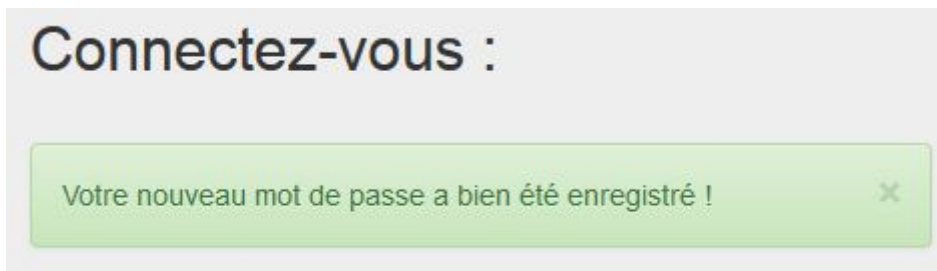 Connectez-vous :
Votre nouveau mot de passe a bien été enregistré !